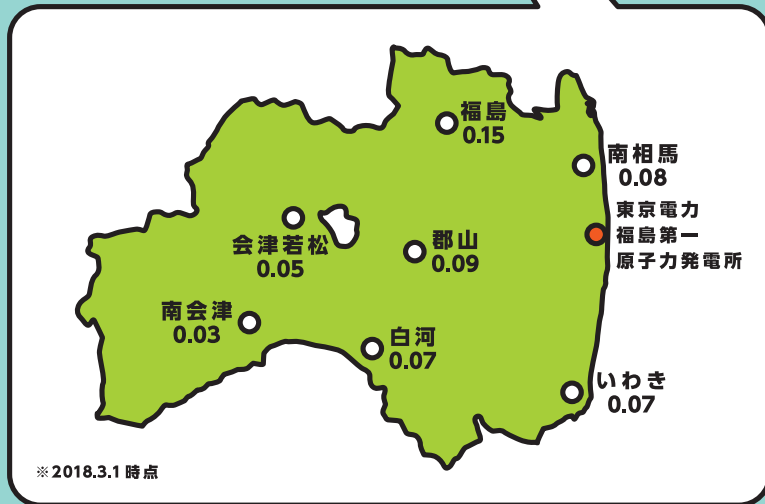 福島
0.15
南相馬
0.08
東京電力
福島第一
原子力発電所
会津若松
0.05
郡山
0.09
南会津
0.03
白河
0.07
いわき
0.07
※2018.3.1時点